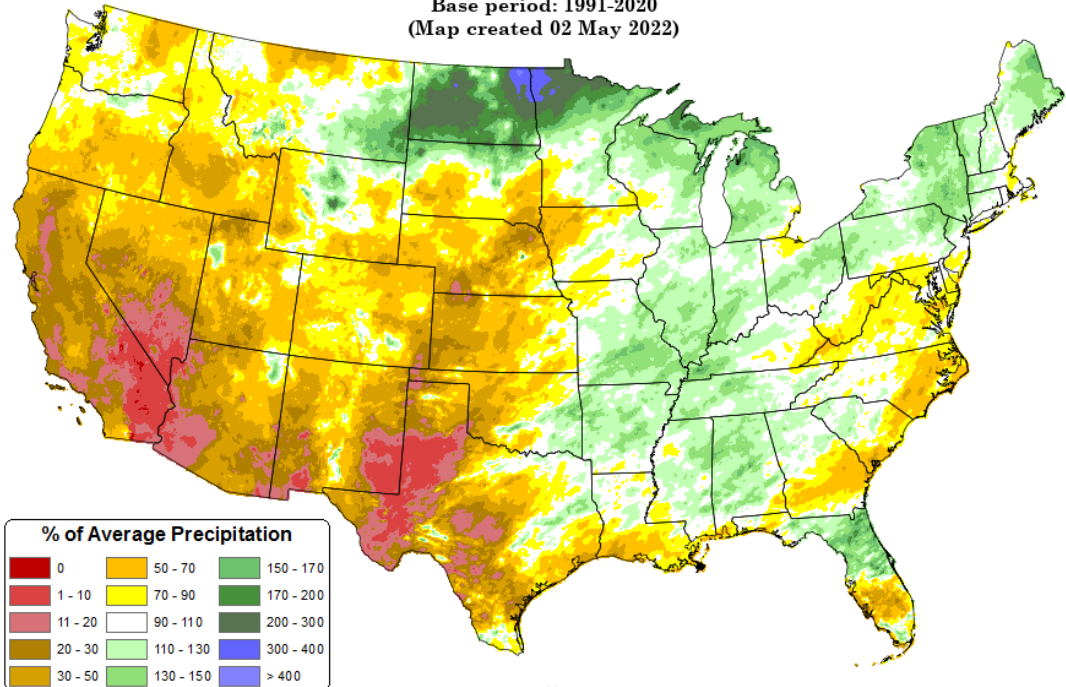 Base period: 1991-2020
(Map created 02 May 2022)
% of Average Precipitation
0
50 - 70
150 - 170
1 - 10
70 - 90
170 - 200
11 - 20
90 - 110
200 - 300
20 - 30
110 - 130
300 - 400
30 - 50
130 - 150
> 400